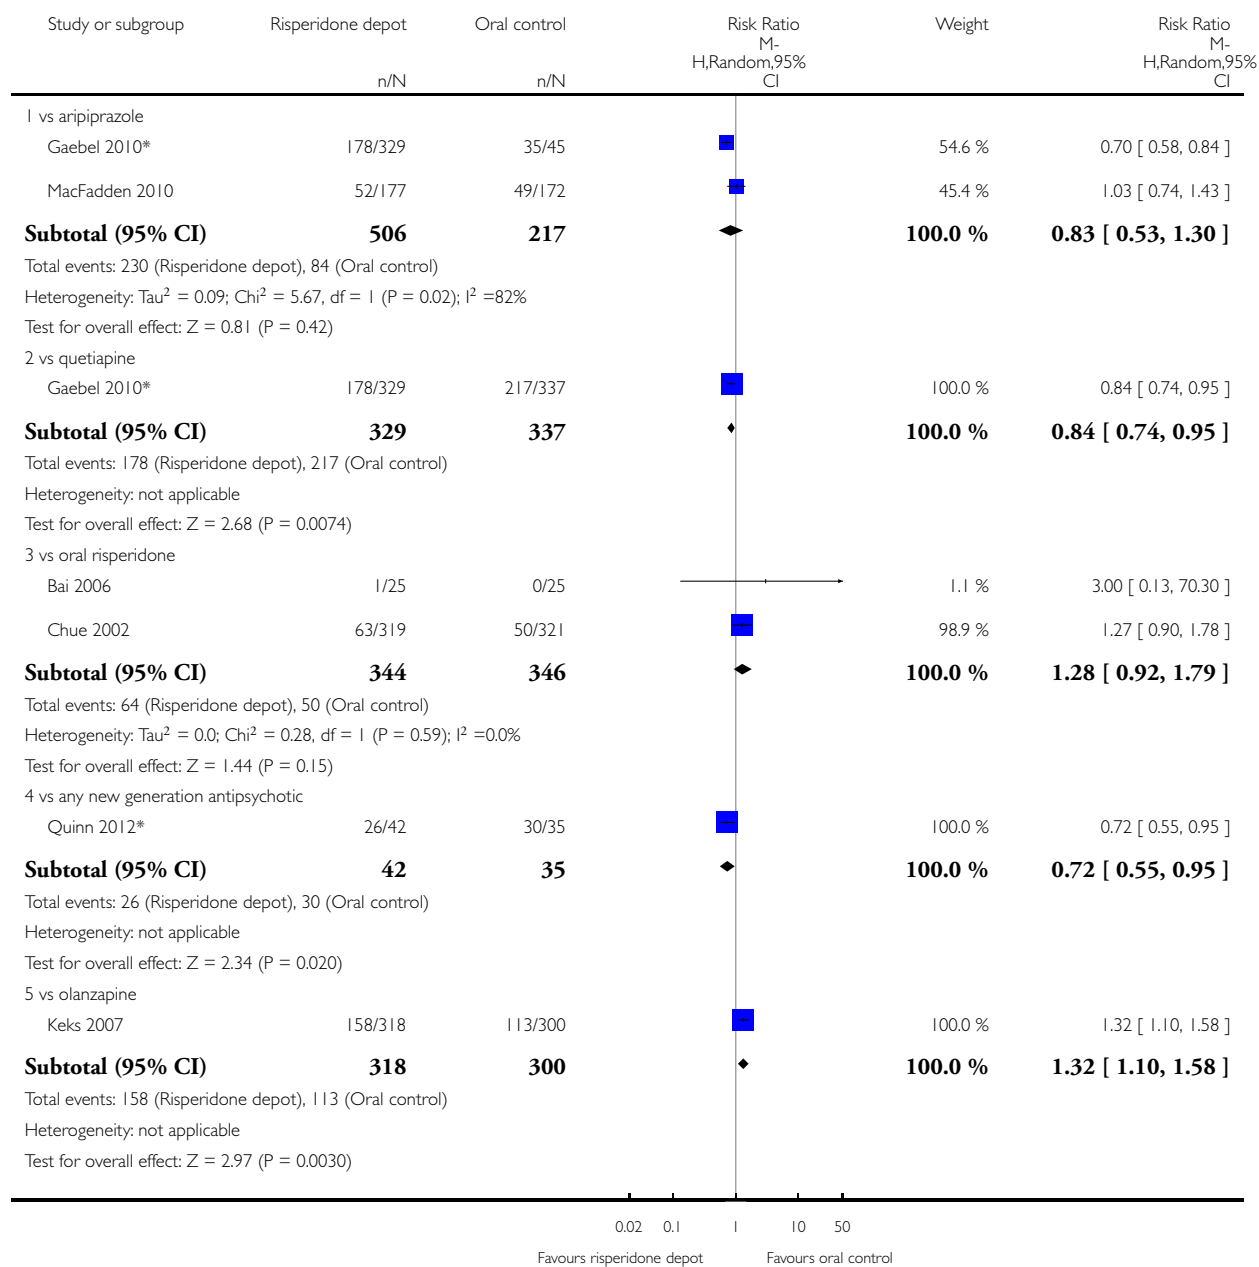 Study or subgroup Risperidone depot Oral control Risk Ratio Weight Risk Ratio
M-H,Random,95% CI M-H,Random,95% CI
n/N n/N
1 vs aripiprazole
Gaebel 2010* 178/329 35/45 54.6 % 0.70 [ 0.58, 0.84 ]
MacFadden 2010 52/177 49/172 45.4 % 1.03 [ 0.74, 1.43 ]
Subtotal (95% CI) 506 217 100.0 % 0.83 [ 0.53, 1.30 ]
Total events: 230 (Risperidone depot), 84 (Oral control)
Heterogeneity: Tau² = 0.09; Chi² = 5.67, df = 1 (P = 0.02); I² =82%
Test for overall effect: Z = 0.81 (P = 0.42)
2 vs quetiapine
Gaebel 2010* 178/329 217/337 100.0 % 0.84 [ 0.74, 0.95 ]
Subtotal (95% CI) 329 337 100.0 % 0.84 [ 0.74, 0.95 ]
Total events: 178 (Risperidone depot), 217 (Oral control)
Heterogeneity: not applicable
Test for overall effect: Z = 2.68 (P = 0.0074)
3 vs oral risperidone
Bai 2006 1/25 0/25 1.1 % 3.00 [ 0.13, 70.30 ]
Chue 2002 63/319 50/321 98.9 % 1.27 [ 0.90, 1.78 ]
Subtotal (95% CI) 344 346 100.0 % 1.28 [ 0.92, 1.79 ]
Total events: 64 (Risperidone depot), 50 (Oral control)
Heterogeneity: Tau² = 0.0; Chi² = 0.28, df = 1 (P = 0.59); I² =0.0%
Test for overall effect: Z = 1.44 (P = 0.15)
4 vs any new generation antipsychotic
Quinn 2012* 26/42 30/35 100.0 % 0.72 [ 0.55, 0.95 ]
Subtotal (95% CI) 42 35 100.0 % 0.72 [ 0.55, 0.95 ]
Total events: 26 (Risperidone depot), 30 (Oral control)
Heterogeneity: not applicable
Test for overall effect: Z = 2.34 (P = 0.020)
5 vs olanzapine
Keks 2007 158/318 113/300 100.0 % 1.32 [ 1.10, 1.58 ]
Subtotal (95% CI) 318 300 100.0 % 1.32 [ 1.10, 1.58 ]
Total events: 158 (Risperidone depot), 113 (Oral control)
Heterogeneity: not applicable
Test for overall effect: Z = 2.97 (P = 0.0030)
0.02 0.1 1 10 50
Favours risperidone depot Favours oral control